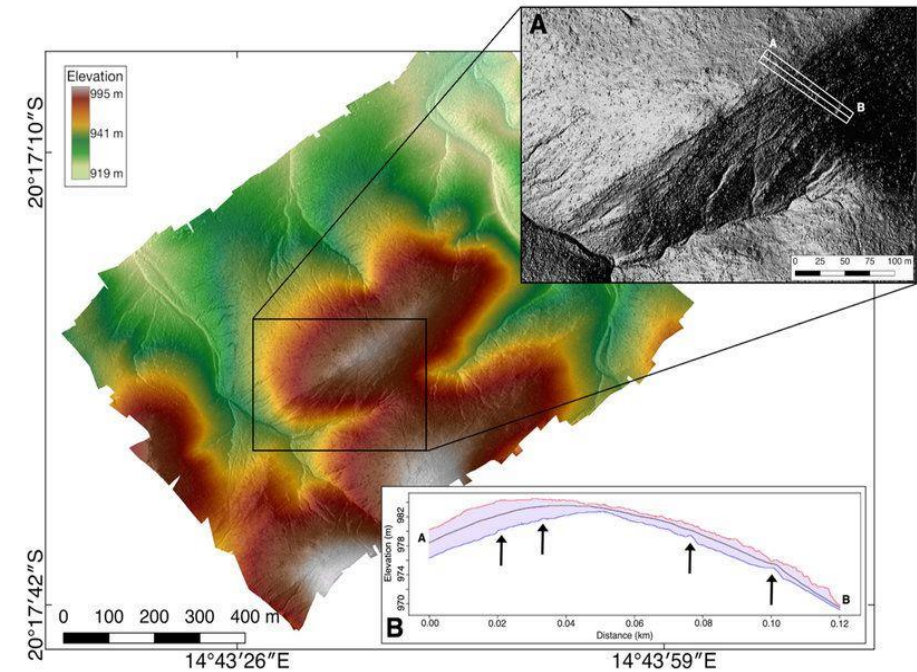 A
A
B
0 25 50 75 100 m
Elevation
995 m
941 m
919 m
20°17′10″S
20°17′42″S
0 100 200 300 400 m
14°43′26″E
14°43′59″E
B
Elevation (m)
982
978
974
970
A
B
0.00 0.02 0.04 0.06 0.08 0.10 0.12
Distance (km)